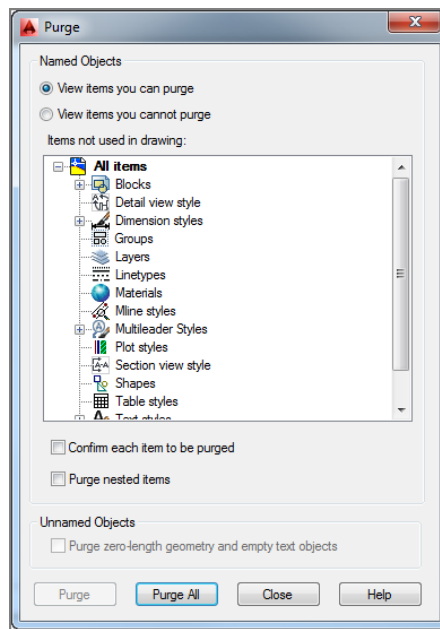 Purge
Named Objects
View items you can purge
View items you cannot purge
Items not used in drawing:
All items
Blocks
Detail view style
Dimension styles
Groups
Layers
Linetypes
Materials
Mline styles
Multileader Styles
Plot styles
Section view style
Shapes
Table styles
Text styles
Confirm each item to be purged
Purge nested items
Unnamed Objects
Purge zero-length geometry and empty text objects
Purge Purge All Close Help